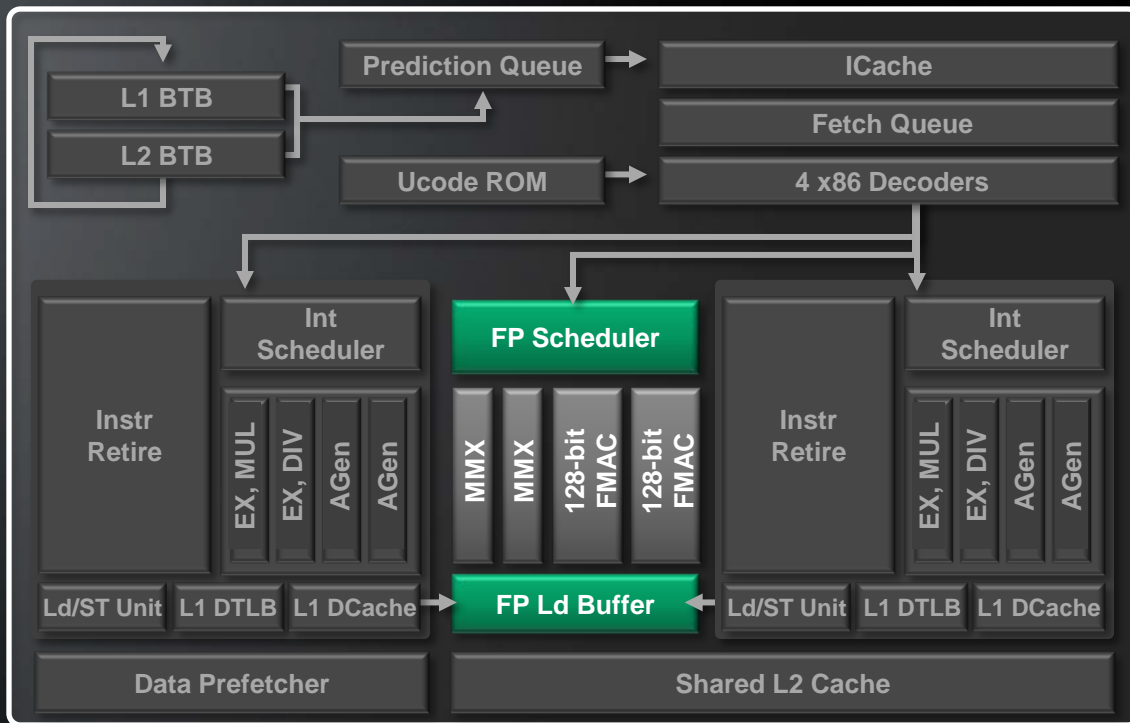 Prediction Queue
ICache
L1 BTB
Fetch Queue
L2 BTB
Ucode ROM
4 x86 Decoders
Instr
Retire
Int
Scheduler
EX, MUL
EX, DIV
AGen
AGen
Ld/ST Unit
L1 DTLB
L1 DCache
FP Scheduler
MMX
MMX
128-bit
FMAC
128-bit
FMAC
FP Ld Buffer
Instr
Retire
Int
Scheduler
EX, MUL
EX, DIV
AGen
AGen
Ld/ST Unit
L1 DTLB
L1 DCache
Data Prefetcher
Shared L2 Cache